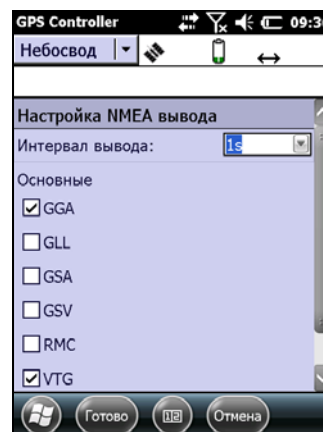 GPS Controller 09:3
Небосвод
Настройка NMEA вывода
Интервал вывода: 1s
Основные
GGA
GLL
GSA
GSV
RMC
VTG
Готово Отмена